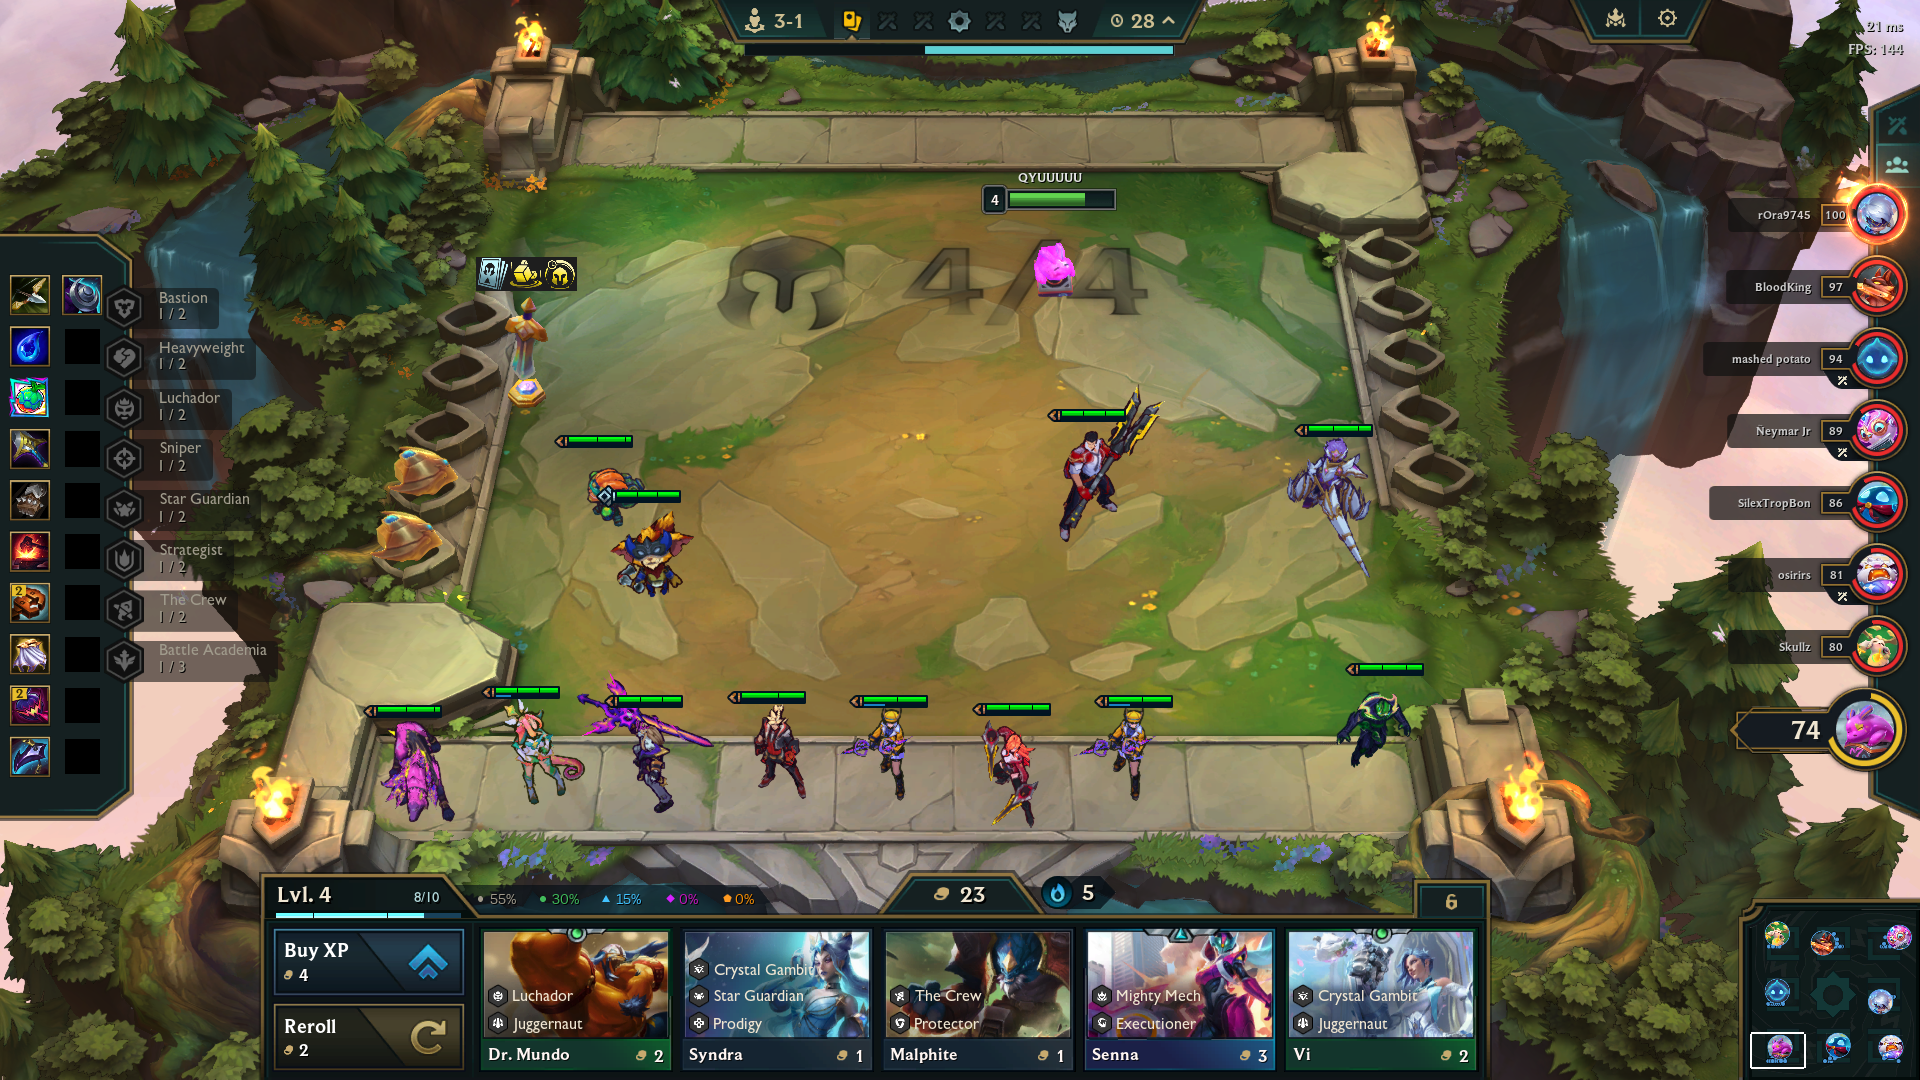 3-1
28
21 ms
FPS: 144
QYUUUUU
4
4/4
rOra9745 100
BloodKing 97
mashed potato 94
Neymar Jr 89
SilexTropBon 86
osirirs 81
Skullz 80
74
Bastion
1 / 2
Heavyweight
1 / 2
Luchador
1 / 2
Sniper
1 / 2
Star Guardian
1 / 2
Strategist
1 / 2
The Crew
1 / 2
Battle Academia
1 / 3
2
2
Lvl. 4
8/10
55% 30% 15% 0% 0%
23
5
6
Buy XP
4
Reroll
2
Luchador
Juggernaut
Dr. Mundo 2
Crystal Gambit
Star Guardian
Prodigy
Syndra 1
The Crew
Protector
Malphite 1
Mighty Mech
Executioner
Senna 3
Crystal Gambit
Juggernaut
Vi 2